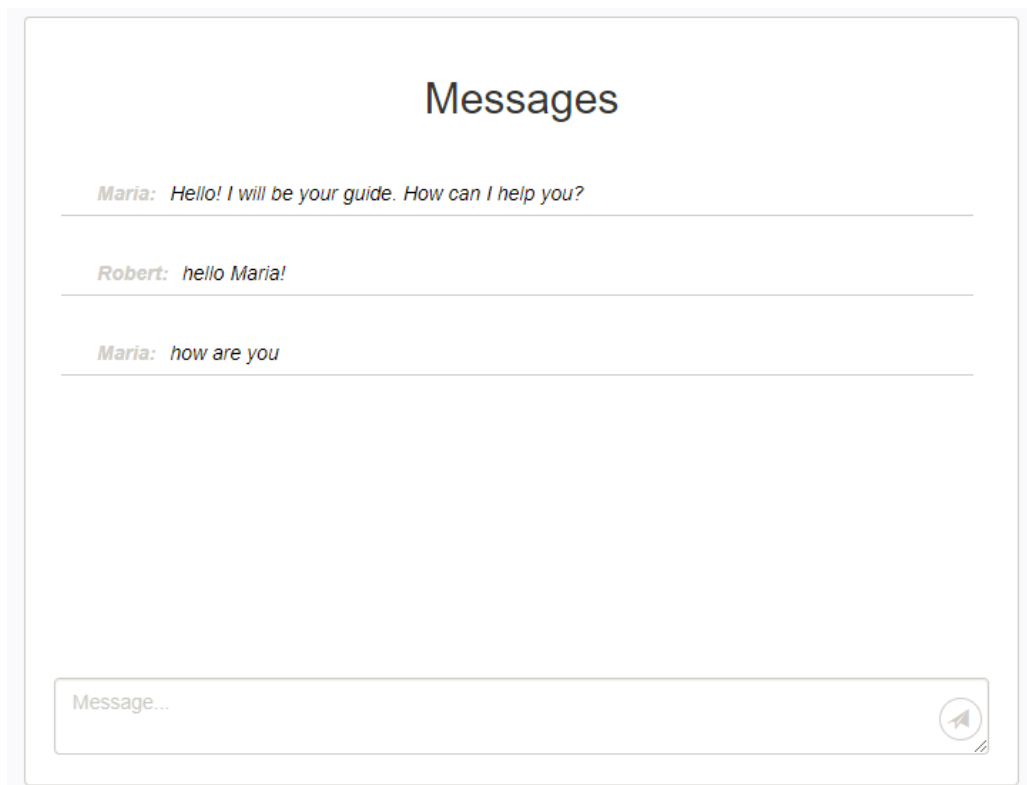 Messages
Maria: Hello! I will be your guide. How can I help you?
Robert: hello Maria!
Maria: how are you
Message...